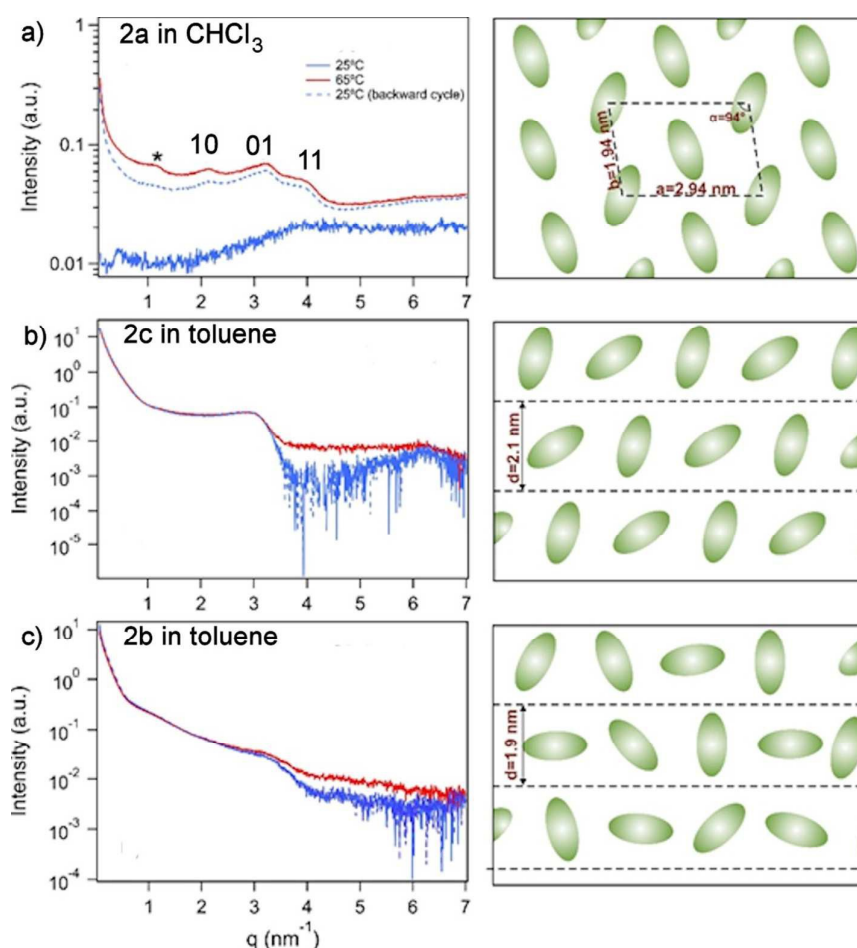 a)
2a in CHCl3
25ºC
65ºC
25ºC (backward cycle)
*
10
01
11
Intensity (a.u.)
1
0.1
0.01
1 2 3 4 5 6 7
α=94°
b=1.94 nm
a=2.94 nm
b)
2c in toluene
Intensity (a.u.)
10^1
10^0
10^-1
10^-2
10^-3
10^-4
10^-5
1 2 3 4 5 6 7
d=2.1 nm
c)
2b in toluene
Intensity (a.u.)
10^1
10^0
10^-1
10^-2
10^-3
10^-4
1 2 3 4 5 6 7
q (nm^-1)
d=1.9 nm